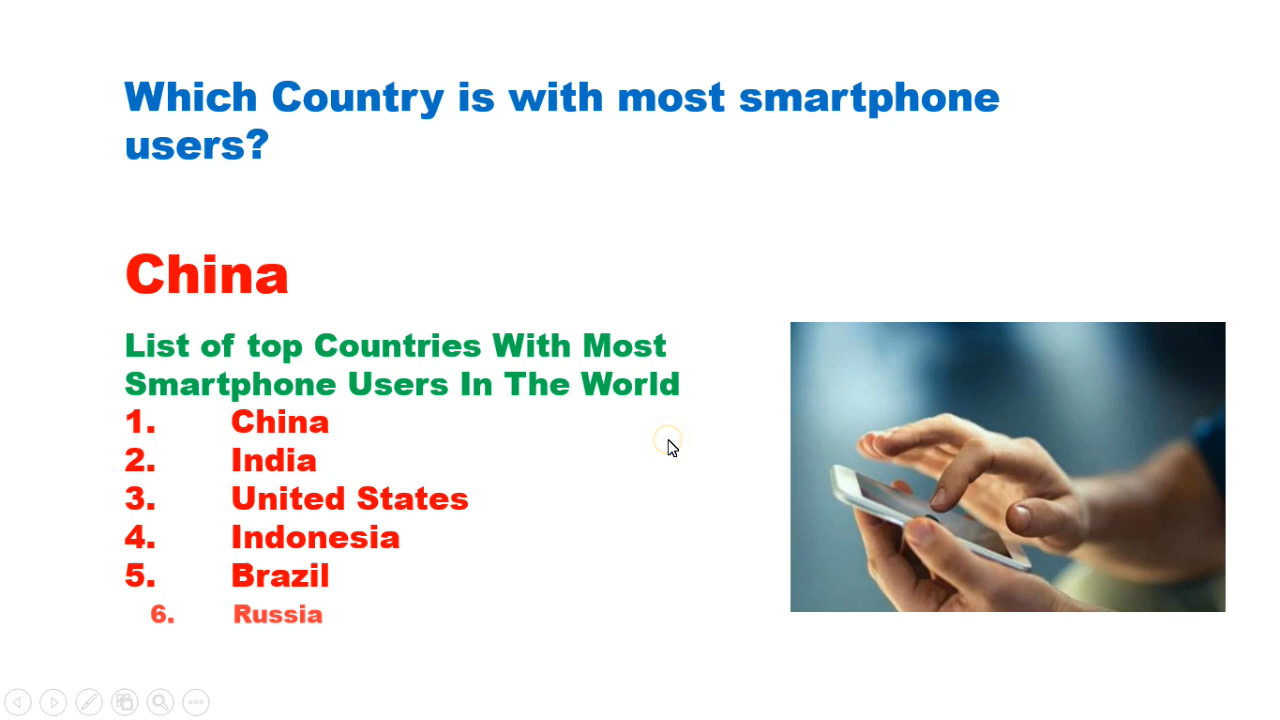 Which Country is with most smartphone
users?
China
List of top Countries With Most
Smartphone Users In The World
1. China
2. India
3. United States
4. Indonesia
5. Brazil
6. Russia